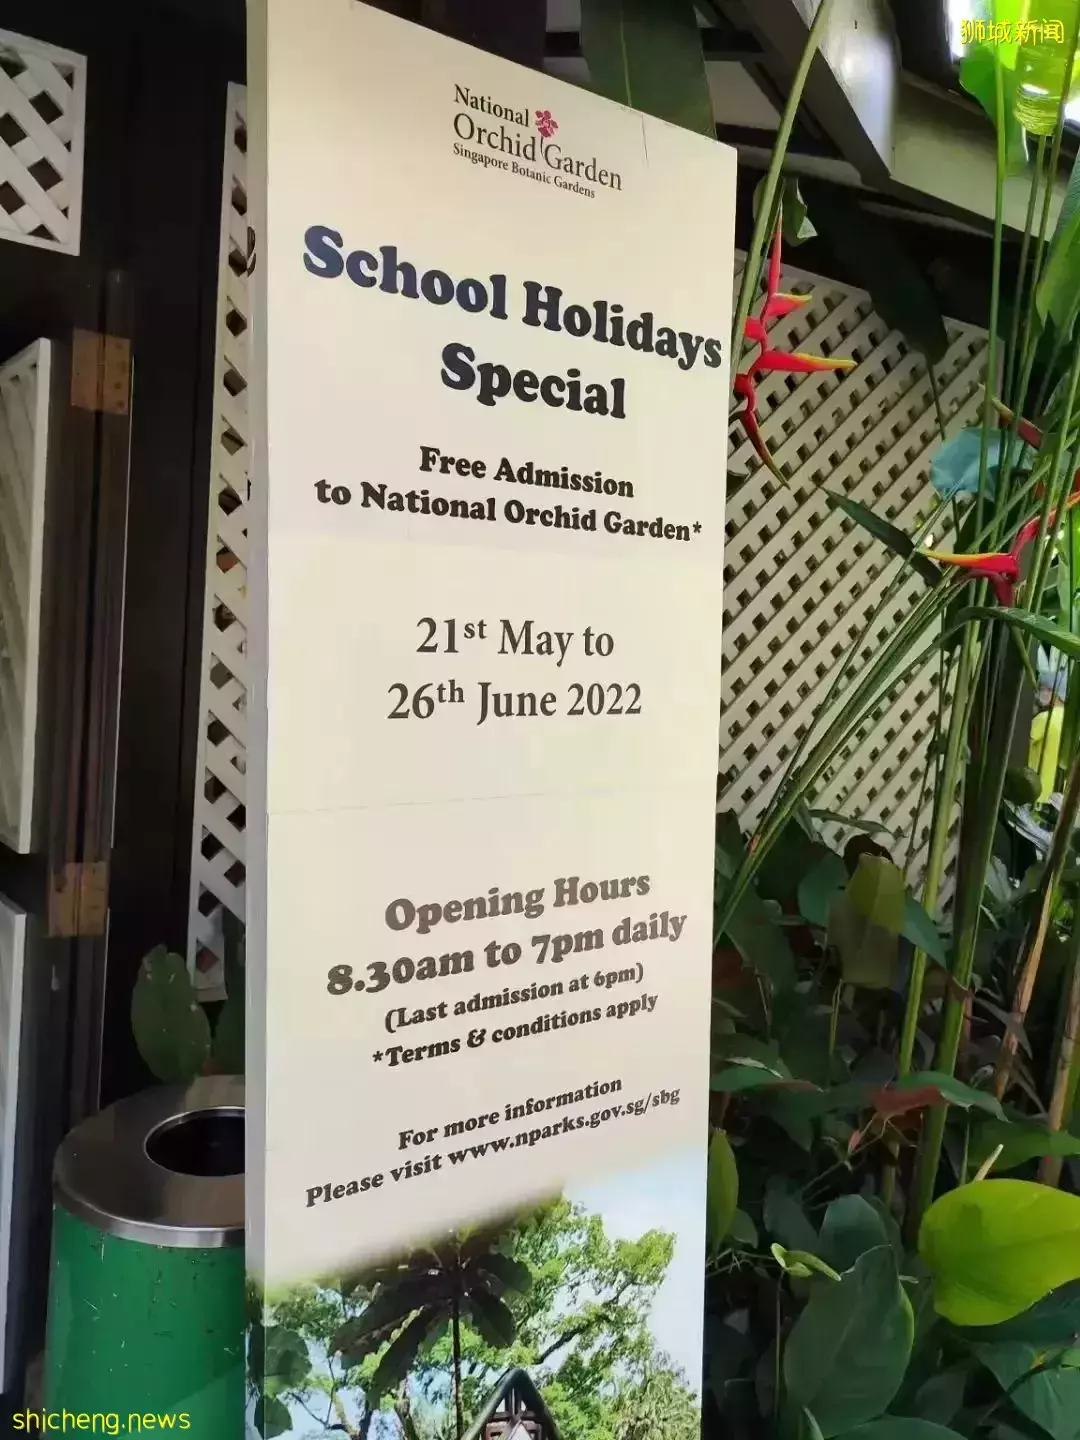 狮城新闻
National
Orchid Garden
Singapore Botanic Gardens
School Holidays
Special
Free Admission
to National Orchid Garden*
21st May to
26th June 2022
Opening Hours
8.30am to 7pm daily
(Last admission at 6pm)
*Terms & conditions apply
For more information
Please visit www.nparks.gov.sg/sbg
shicheng.news